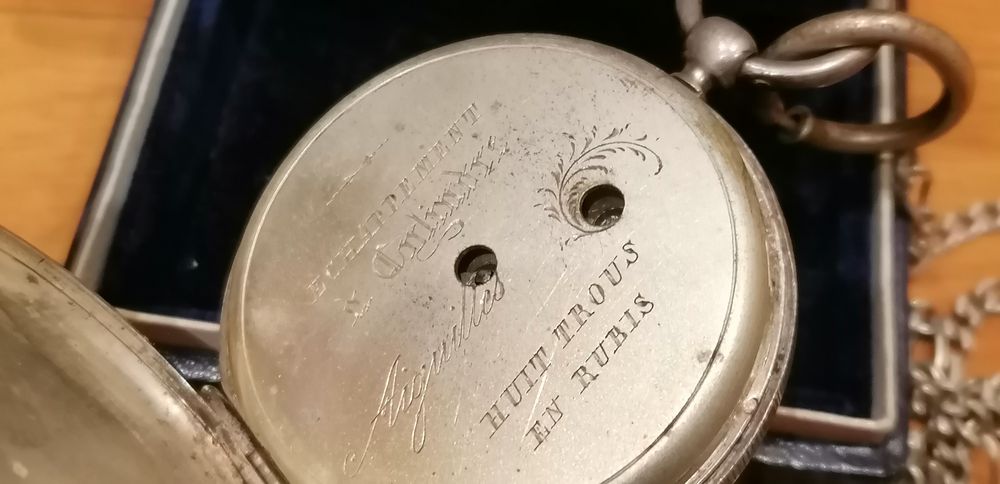 ECHAPPEMENT
à Cylindre
Aiguilles
HUIT TROUS
EN RUBIS